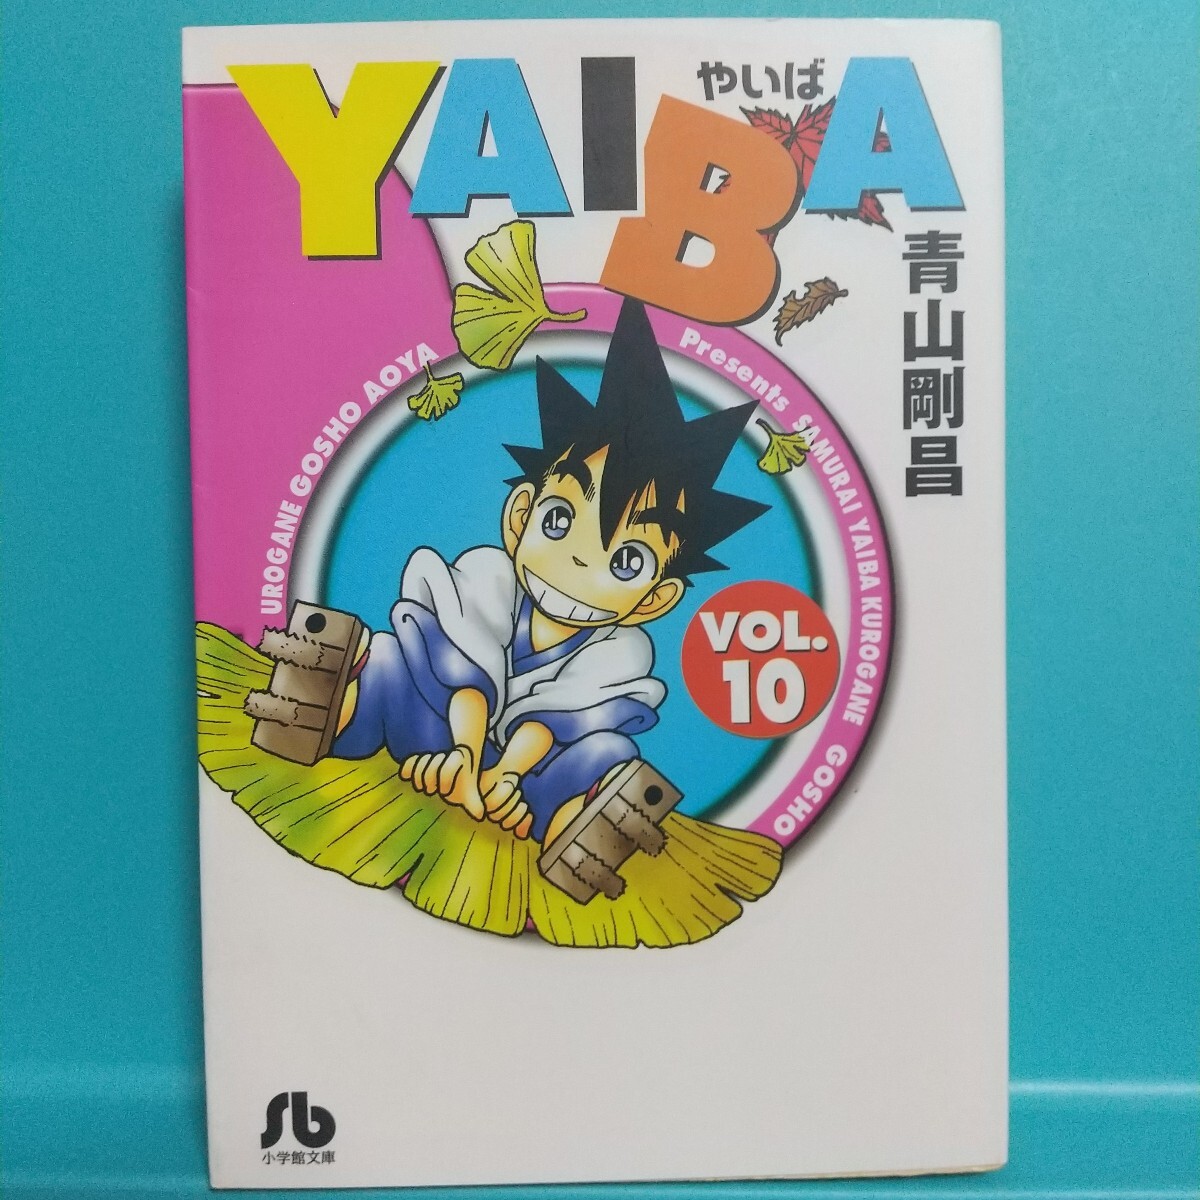 YAIBA
やいば
青山剛昌
UROGANE GOSHO AOYA
Presents SAMURAI YAIBA KUROGANE GOSHO
VOL.
10
Sb
小学館文庫